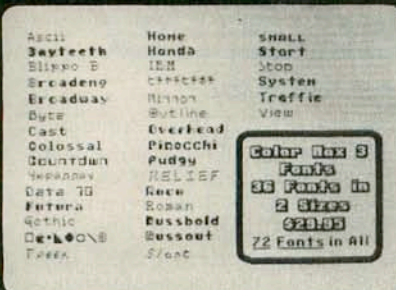 Ascii
Bayteeth
Blippo B
Broadeng
Broadway
Byte
Cast
Colossal
Countdwn
Data 70
Futura
Gothic
Home
Honda
IBM
Mirror
Outline
Overhead
Pinocchi
Pudgy
RELIEF
Race
Roman
Russbold
Russout
Slant
SMALL
Start
Stop
System
Traffic
View
Color Max 3
Fonts
36 Fonts in
2 Sizes
$29.95
72 Fonts in All